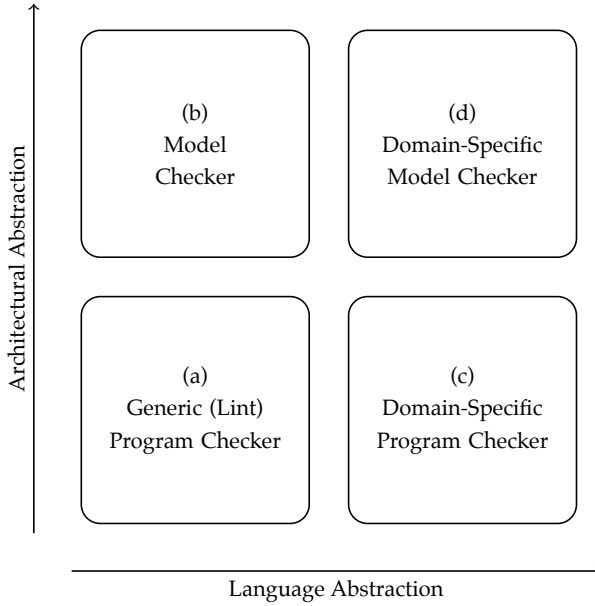 Architectural Abstraction
(b)
Model
Checker
(d)
Domain-Specific
Model Checker
(a)
Generic (Lint)
Program Checker
(c)
Domain-Specific
Program Checker
Language Abstraction